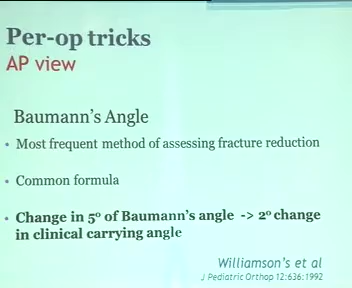 Per-op tricks
AP view
Baumann's Angle
• Most frequent method of assessing fracture reduction
• Common formula
• Change in 5º of Baumann's angle -> 2º change
in clinical carrying angle
Williamson's et al
J Pediatric Orthop 12:636:1992